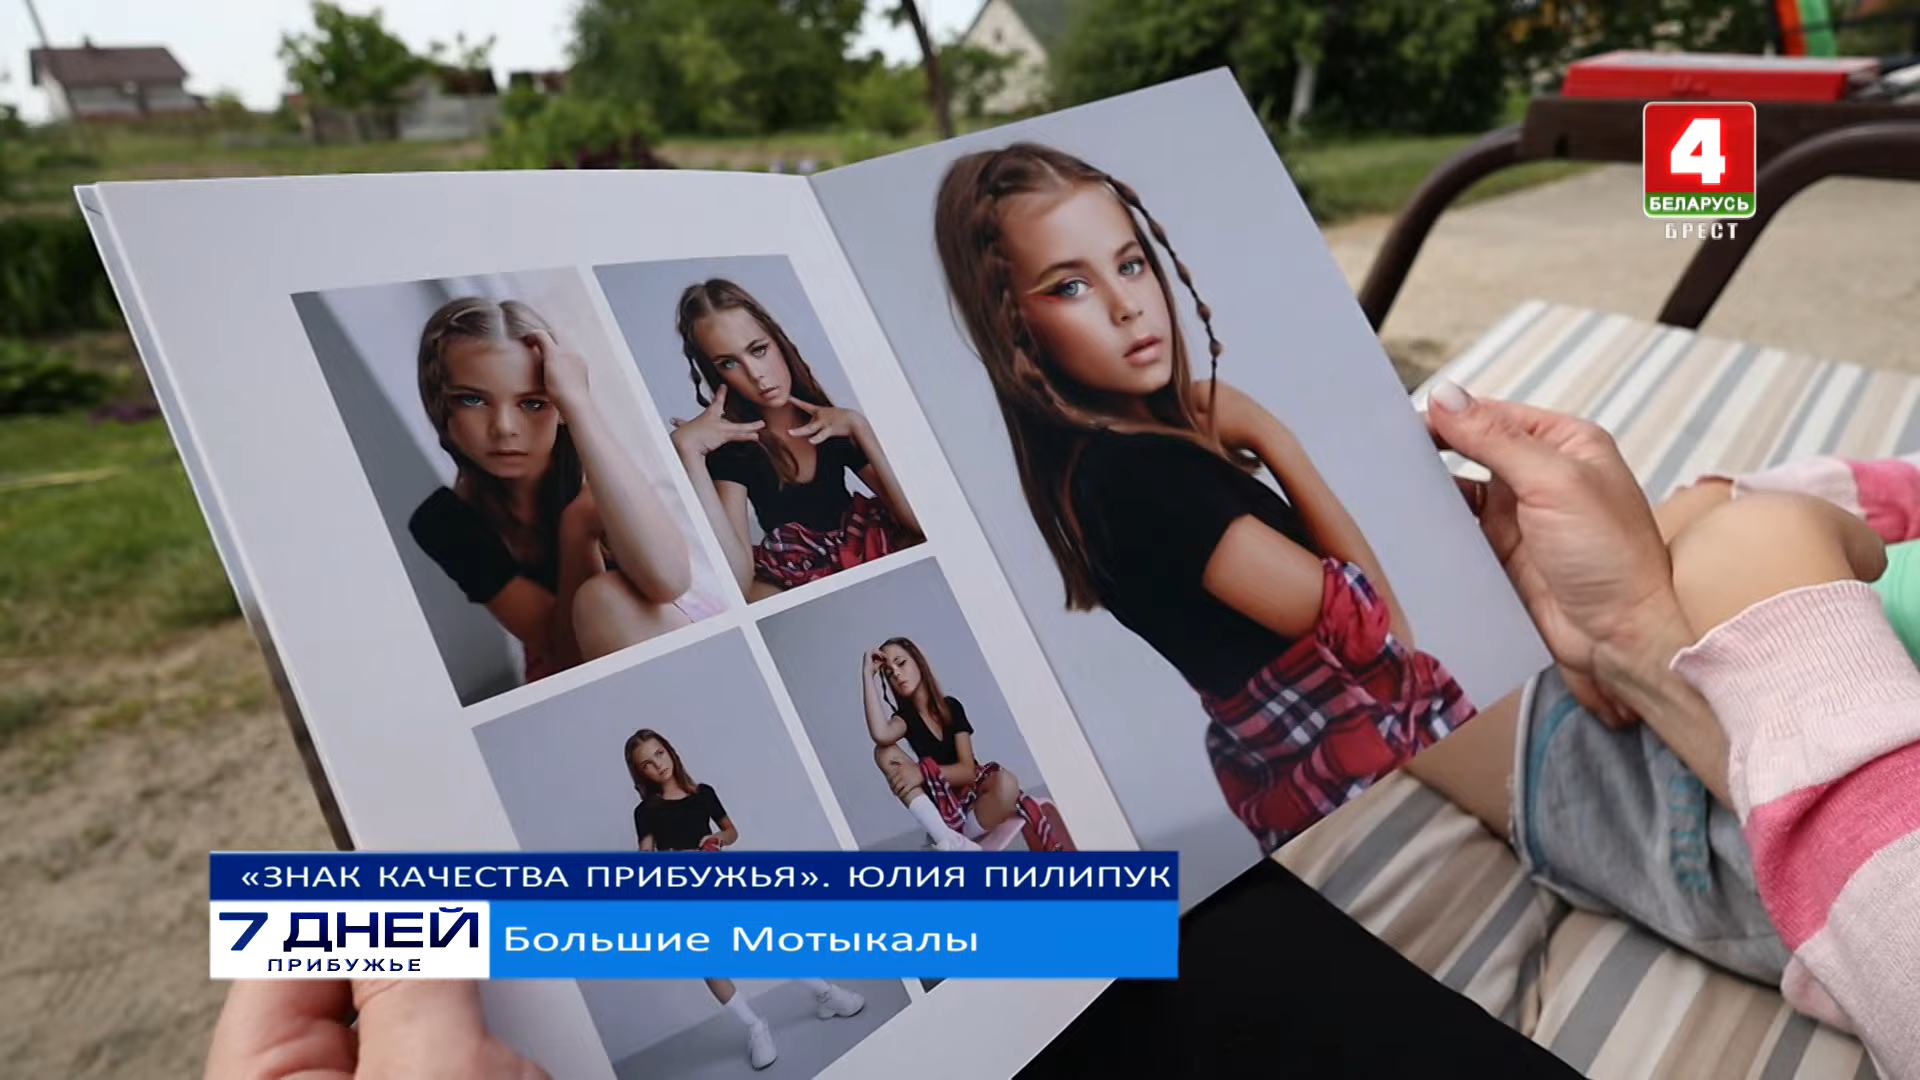 4
БЕЛАРУСЬ
БРЕСТ
«ЗНАК КАЧЕСТВА ПРИБУЖЬЯ». ЮЛИЯ ПИЛИПУК
7 ДНЕЙ
ПРИБУЖЬЕ
Большие Мотыкалы